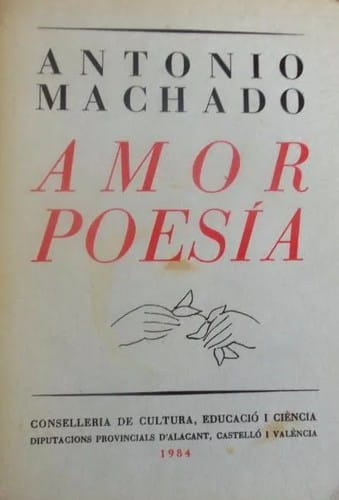 ANTONIO
MACHADO
AMOR
POESÍA
CONSELLERIA DE CULTURA, EDUCACIÓ I CIÈNCIA
DIPUTACIONS PROVINCIALS D'ALACANT, CASTELLÓ I VALÈNCIA
1984